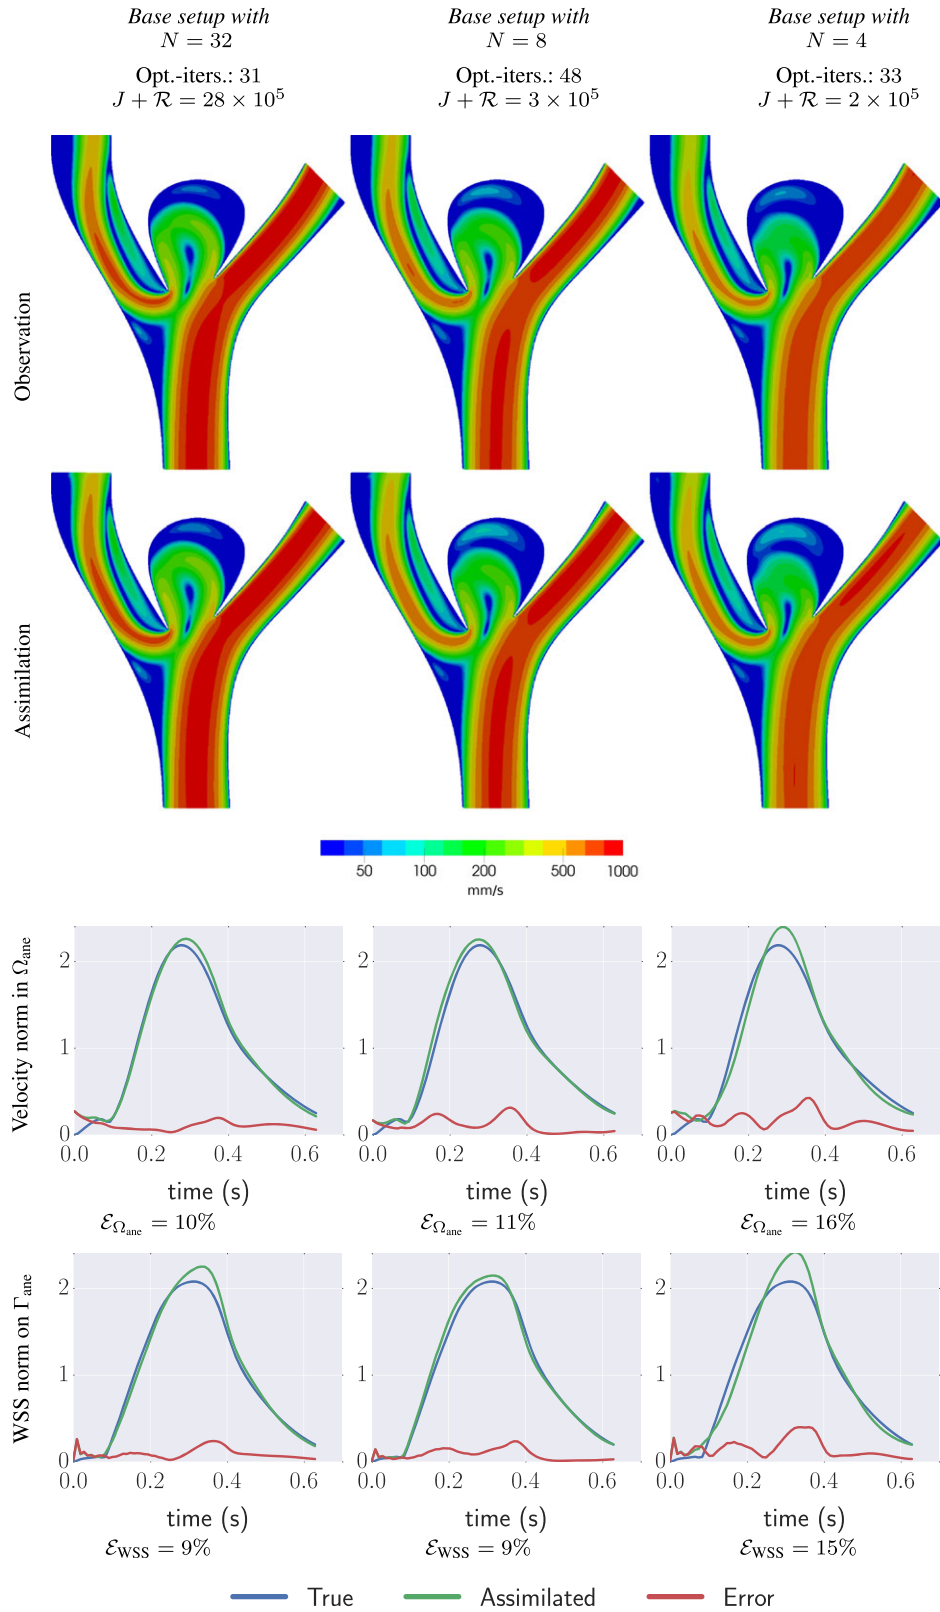 Base setup with
N = 32
Opt.-iters.: 31
J + R = 28 × 10⁵
Base setup with
N = 8
Opt.-iters.: 48
J + R = 3 × 10⁵
Base setup with
N = 4
Opt.-iters.: 33
J + R = 2 × 10⁵
Observation
Assimilation
50 100 200 500 1000
mm/s
Velocity norm in Ω_ane
2
1
0
0.0 0.2 0.4 0.6
time (s)
ℰ_Ω_ane = 10%
2
1
0
0.0 0.2 0.4 0.6
time (s)
ℰ_Ω_ane = 11%
2
1
0
0.0 0.2 0.4 0.6
time (s)
ℰ_Ω_ane = 16%
WSS norm on Γ_ane
2
1
0
0.0 0.2 0.4 0.6
time (s)
ℰ_WSS = 9%
2
1
0
0.0 0.2 0.4 0.6
time (s)
ℰ_WSS = 9%
2
1
0
0.0 0.2 0.4 0.6
time (s)
ℰ_WSS = 15%
True Assimilated Error